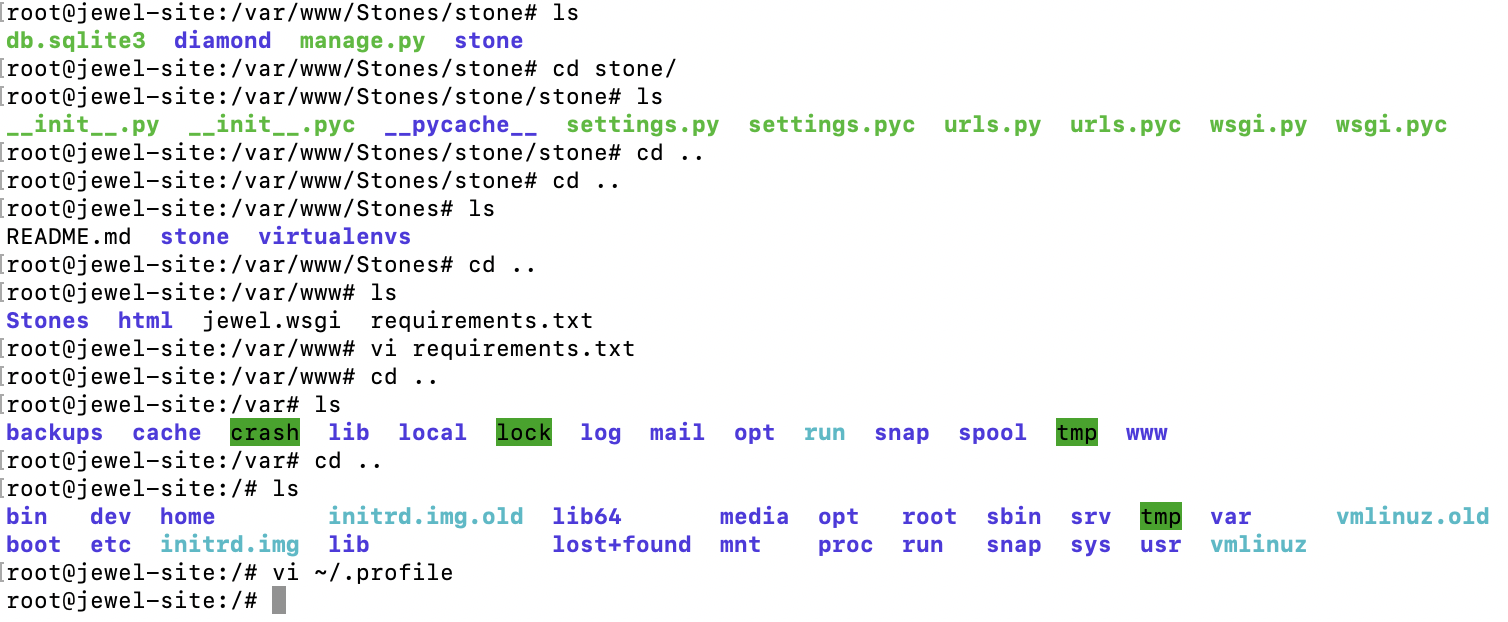 [root@jewel-site:/var/www/Stones/stone# ls
db.sqlite3  diamond  manage.py  stone
[root@jewel-site:/var/www/Stones/stone# cd stone/
[root@jewel-site:/var/www/Stones/stone/stone# ls
__init__.py  __init__.pyc  __pycache__  settings.py  settings.pyc  urls.py  urls.pyc  wsgi.py  wsgi.pyc
[root@jewel-site:/var/www/Stones/stone/stone# cd ..
[root@jewel-site:/var/www/Stones/stone# cd ..
[root@jewel-site:/var/www/Stones# ls
README.md  stone  virtualenvs
[root@jewel-site:/var/www/Stones# cd ..
[root@jewel-site:/var/www# ls
Stones  html  jewel.wsgi  requirements.txt
[root@jewel-site:/var/www# vi requirements.txt
[root@jewel-site:/var/www# cd ..
[root@jewel-site:/var# ls
backups  cache  crash  lib  local  lock  log  mail  opt  run  snap  spool  tmp  www
[root@jewel-site:/var# cd ..
[root@jewel-site:/# ls
bin   dev  home        initrd.img.old  lib64       media  opt   root  sbin  srv  tmp  var      vmlinuz.old
boot  etc  initrd.img  lib             lost+found  mnt    proc  run   snap  sys  usr  vmlinuz
[root@jewel-site:/# vi ~/.profile
root@jewel-site:/#